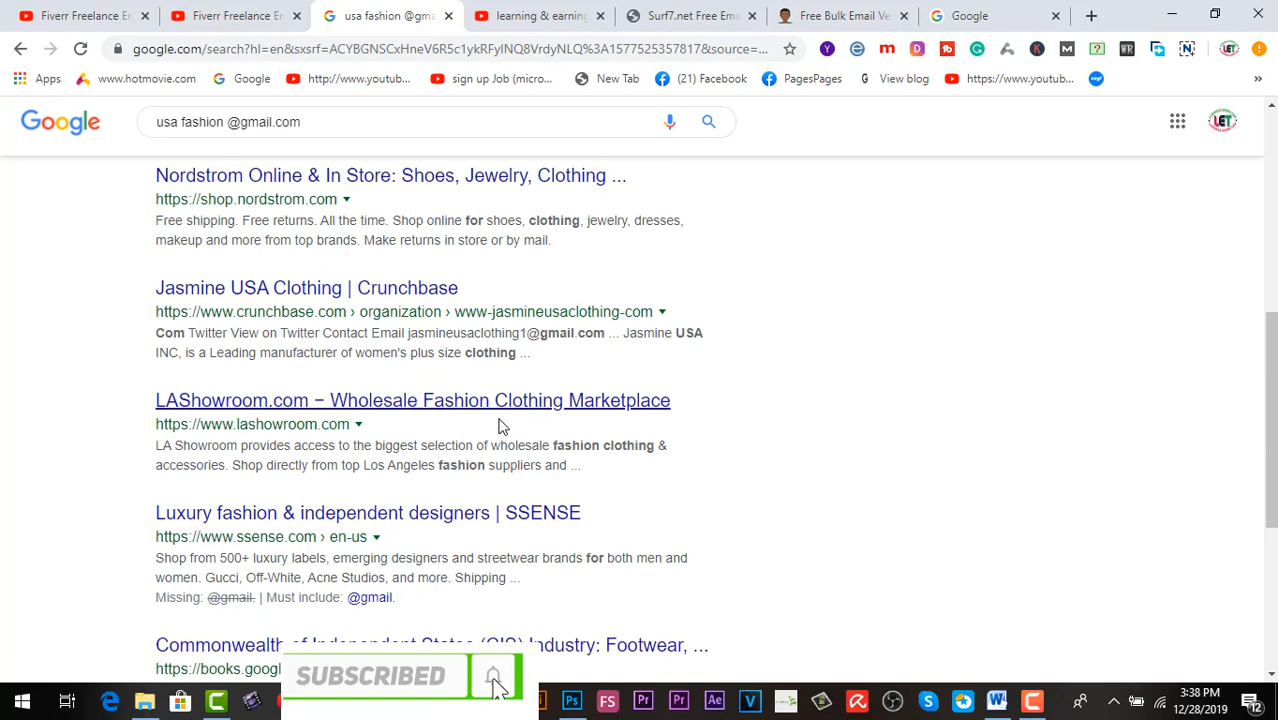 Fiverr Freelance En
Fiverr Freelance En
usa fashion @gma
learning & earning
Surf7.net Free Ema
Free Bulk Email Ve
Google
google.com/search?hl=en&sxsrf=ACYBGNSCxHneV6R5c1ykRFyINQ8VrdyNLQ%3A1577525357817&source=...
Apps
www.hotmovie.com
Google
http://www.youtub...
sign up Job (micro...
New Tab
(21) Facebook
PagesPages
View blog
https://www.youtub...
»
Google
usa fashion @gmail.com
LET
Nordstrom Online & In Store: Shoes, Jewelry, Clothing ...
https://shop.nordstrom.com
Free shipping. Free returns. All the time. Shop online for shoes, clothing, jewelry, dresses,
makeup and more from top brands. Make returns in store or by mail.
Jasmine USA Clothing | Crunchbase
https://www.crunchbase.com › organization › www-jasmineusaclothing-com
Com Twitter View on Twitter Contact Email jasmineusaclothing1@gmail.com ... Jasmine USA
INC, is a Leading manufacturer of women's plus size clothing ...
LAShowroom.com – Wholesale Fashion Clothing Marketplace
https://www.lashowroom.com
LA Showroom provides access to the biggest selection of wholesale fashion clothing &
accessories. Shop directly from top Los Angeles fashion suppliers and ...
Luxury fashion & independent designers | SSENSE
https://www.ssense.com › en-us
Shop from 500+ luxury labels, emerging designers and streetwear brands for both men and
women. Gucci, Off-White, Acne Studios, and more. Shipping ...
Missing: @gmail. | Must include: @gmail.
Commonwealth of Independent States (CIS) Industry: Footwear, ...
https://books.googl
SUBSCRIBED
3:38 PM
12/28/2019
12